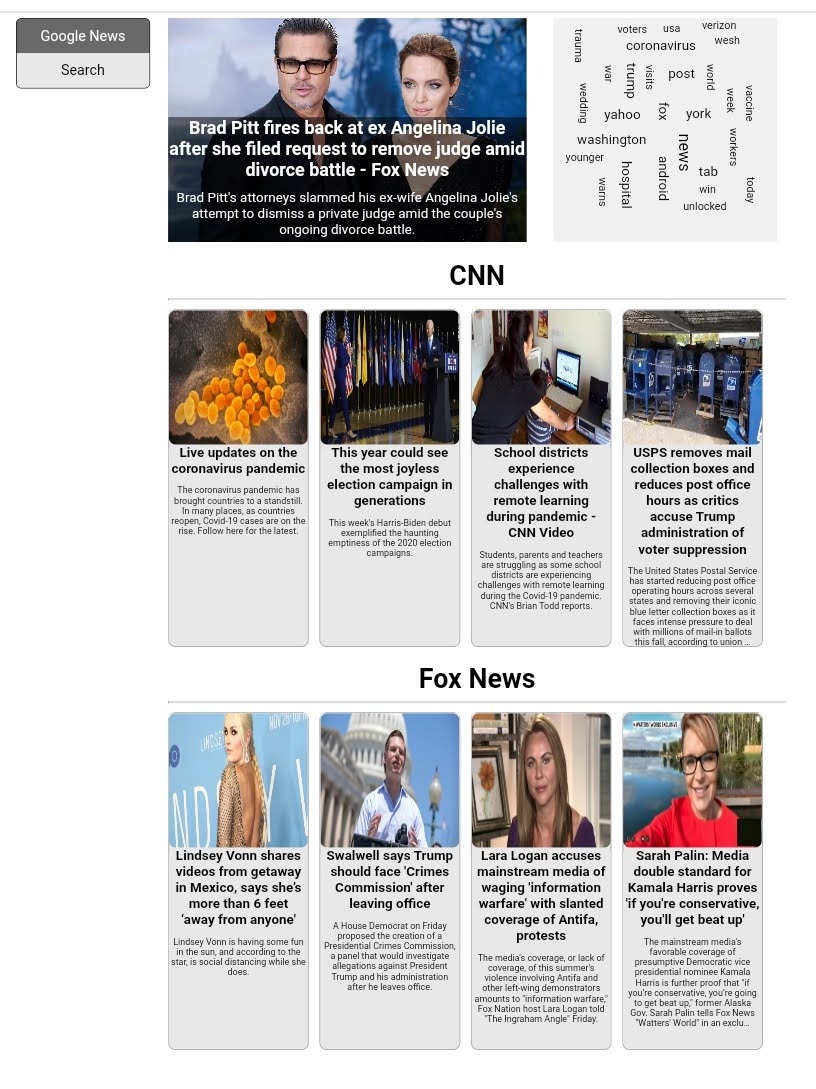 Google News
Search
Brad Pitt fires back at ex Angelina Jolie
after she filed request to remove judge amid
divorce battle - Fox News
Brad Pitt's attorneys slammed his ex-wife Angelina Jolie's
attempt to dismiss a private judge amid the couple's
ongoing divorce battle.
trauma
voters
usa
verizon
coronavirus
wesh
war
trump
visits
post
world
wedding
yahoo
fox
york
week
vaccine
washington
news
workers
younger
hospital
android
tab
warns
win
today
unlocked
CNN
Live updates on the
coronavirus pandemic
The coronavirus pandemic has
brought countries to a standstill.
In many places, as countries
reopen, Covid-19 cases are on the
rise. Follow here for the latest.
This year could see
the most joyless
election campaign in
generations
This week's Harris-Biden debut
exemplified the haunting
emptiness of the 2020 election
campaigns.
School districts
experience
challenges with
remote learning
during pandemic -
CNN Video
Students, parents and teachers
are struggling as some school
districts are experiencing
challenges with remote learning
during the Covid-19 pandemic.
CNN's Brian Todd reports.
USPS removes mail
collection boxes and
reduces post office
hours as critics
accuse Trump
administration of
voter suppression
The United States Postal Service
has started reducing post office
operating hours across several
states and removing their iconic
blue letter collection boxes as it
faces intense pressure to deal
with millions of mail-in ballots
this fall, according to union ...
Fox News
Lindsey Vonn shares
videos from getaway
in Mexico, says she’s
more than 6 feet
‘away from anyone’
Lindsey Vonn is having some fun
in the sun, and according to the
star, is social distancing while she
does.
Swalwell says Trump
should face 'Crimes
Commission' after
leaving office
A House Democrat on Friday
proposed the creation of a
Presidential Crimes Commission,
a panel that would investigate
allegations against President
Trump and his administration
after he leaves office.
Lara Logan accuses
mainstream media of
waging 'information
warfare' with slanted
coverage of Antifa,
protests
The media's coverage, or lack of
coverage, of this summer's
violence involving Antifa and
other left-wing demonstrators
amounts to "information warfare,"
Fox Nation host Lara Logan told
"The Ingraham Angle" Friday.
Sarah Palin: Media
double standard for
Kamala Harris proves
'if you're conservative,
you'll get beat up'
The mainstream media's
favorable coverage of
presumptive Democratic vice
presidential nominee Kamala
Harris is further proof that "if
you're conservative, you're going
to get beat up," former Alaska
Gov. Sarah Palin tells Fox News
"Watters' World" in an exclu…